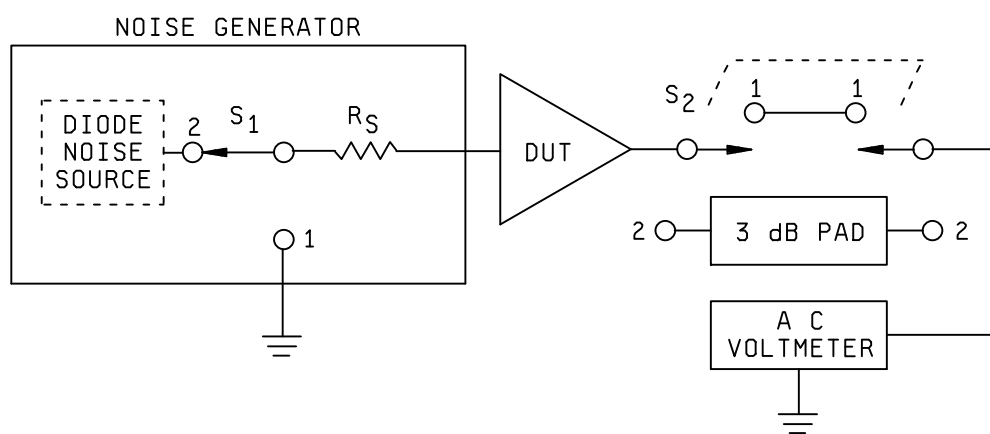 NOISE GENERATOR
DIODE
NOISE
SOURCE
2
S1
RS
1
DUT
S2
1
1
2
3 dB PAD
2
A C
VOLTMETER